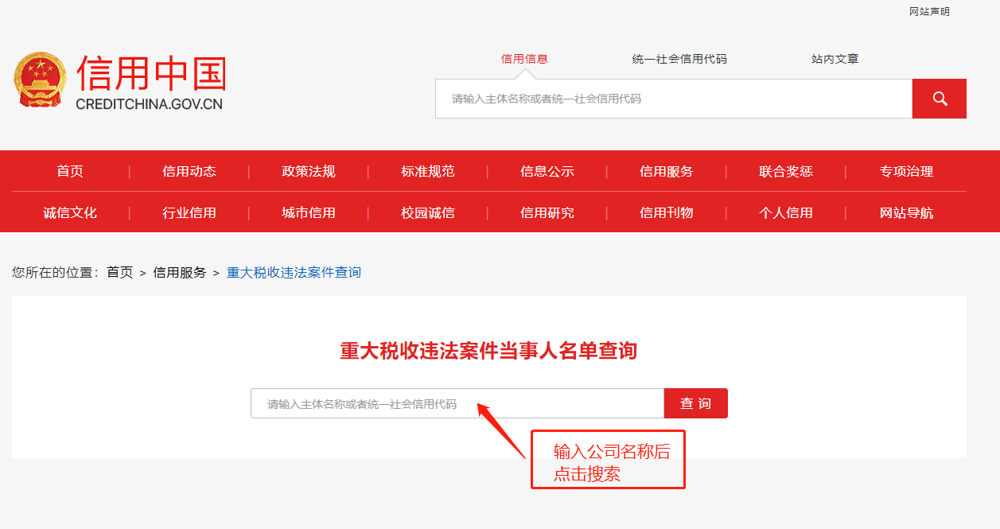 网站声明
信用中国
CREDITCHINA.GOV.CN
信用信息 统一社会信用代码 站内文章
请输入主体名称或者统一社会信用代码
首页 | 信用动态 | 政策法规 | 标准规范 | 信息公示 | 信用服务 | 联合奖惩 | 专项治理
诚信文化 | 行业信用 | 城市信用 | 校园诚信 | 信用研究 | 信用刊物 | 个人信用 | 网站导航
您所在的位置：首页 > 信用服务 > 重大税收违法案件查询
重大税收违法案件当事人名单查询
请输入主体名称或者统一社会信用代码 查 询
输入公司名称后
点击搜索